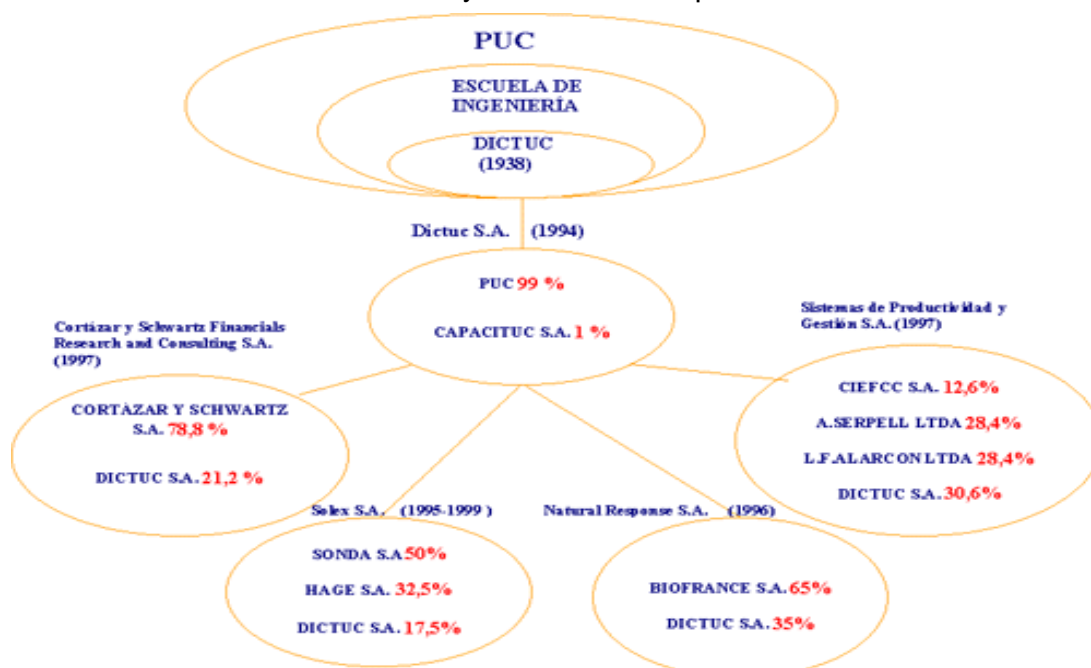 PUC
ESCUELA DE
INGENIERÍA
DICTUC
(1938)
Dictuc S.A. (1994)
PUC 99 %
CAPACITUC S.A. 1 %
Cortázar y Schwartz Financials
Research and Consulting S.A.
(1997)
CORTÀZAR Y SCHWARTZ
S.A. 78,8 %
DICTUC S.A. 21,2 %
Sistemas de Productividad y
Gestión S.A. (1997)
CIEFCC S.A. 12,6%
A.SERPELL LTDA 28,4%
L.F.ALARCON LTDA 28,4%
DICTUC S.A. 30,6%
Solex S.A. (1995-1999 )
SONDA S.A 50%
HAGE S.A. 32,5%
DICTUC S.A. 17,5%
Natural Response S.A. (1996)
BIOFRANCE S.A. 65%
DICTUC S.A. 35%